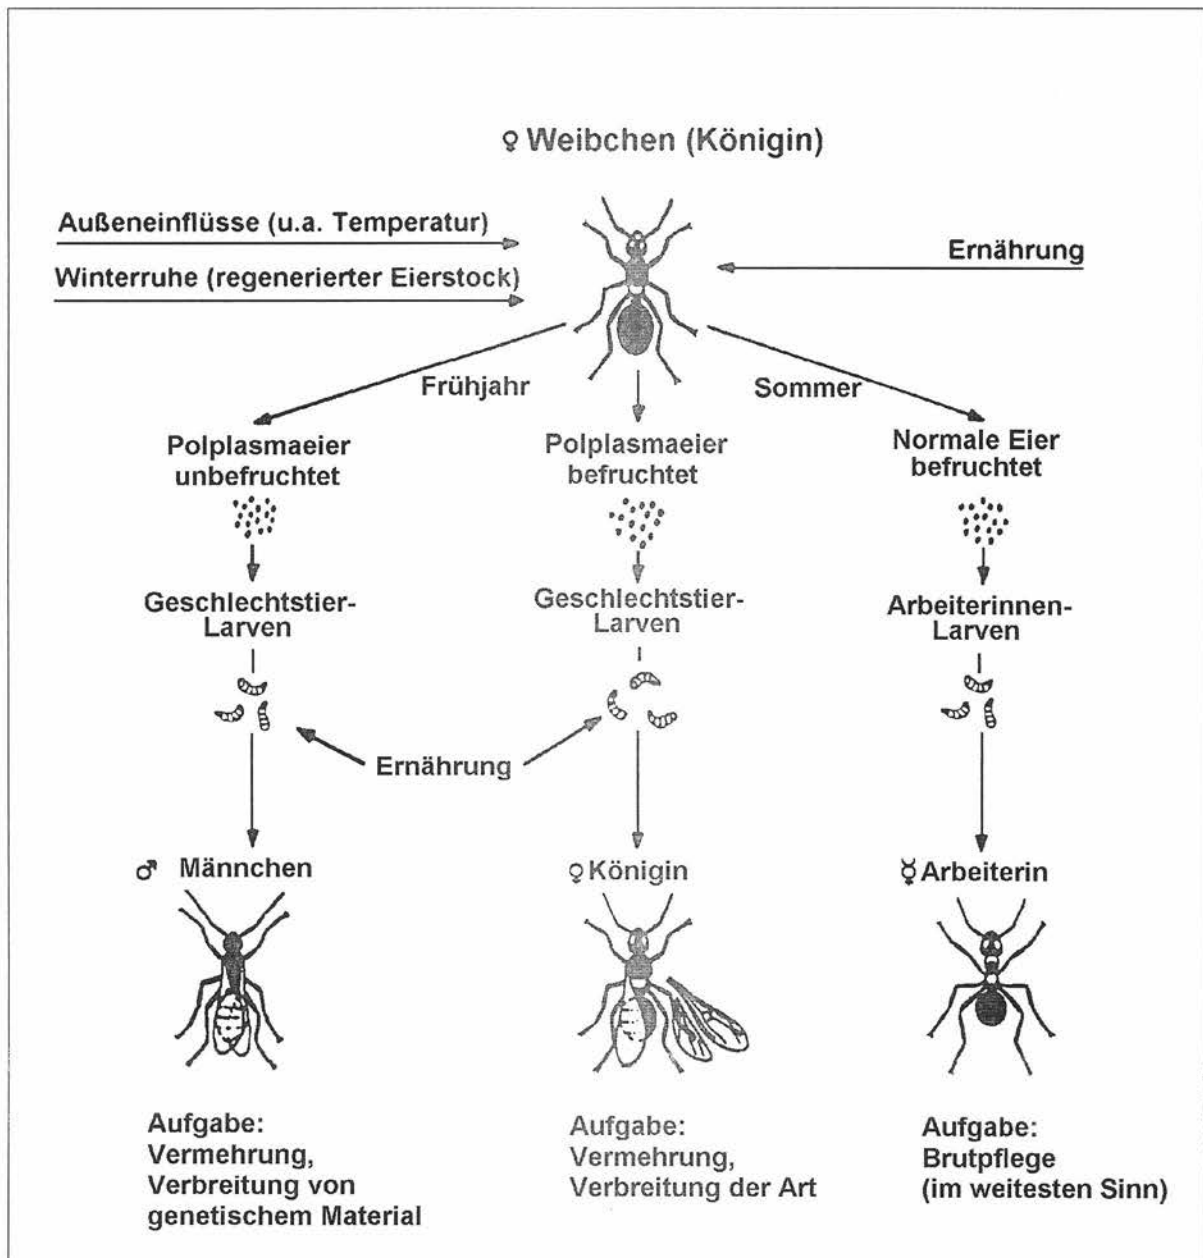 ♀ Weibchen (Königin)
Außeneinflüsse (u.a. Temperatur)
Winterruhe (regenerierter Eierstock)
Ernährung
Frühjahr
Sommer
Polplasmaeier
unbefruchtet
Polplasmaeier
befruchtet
Normale Eier
befruchtet
Geschlechtstier-
Larven
Geschlechtstier-
Larven
Arbeiterinnen-
Larven
Ernährung
♂ Männchen
♀ Königin
☿ Arbeiterin
Aufgabe:
Vermehrung,
Verbreitung von
genetischem Material
Aufgabe:
Vermehrung,
Verbreitung der Art
Aufgabe:
Brutpflege
(im weitesten Sinn)